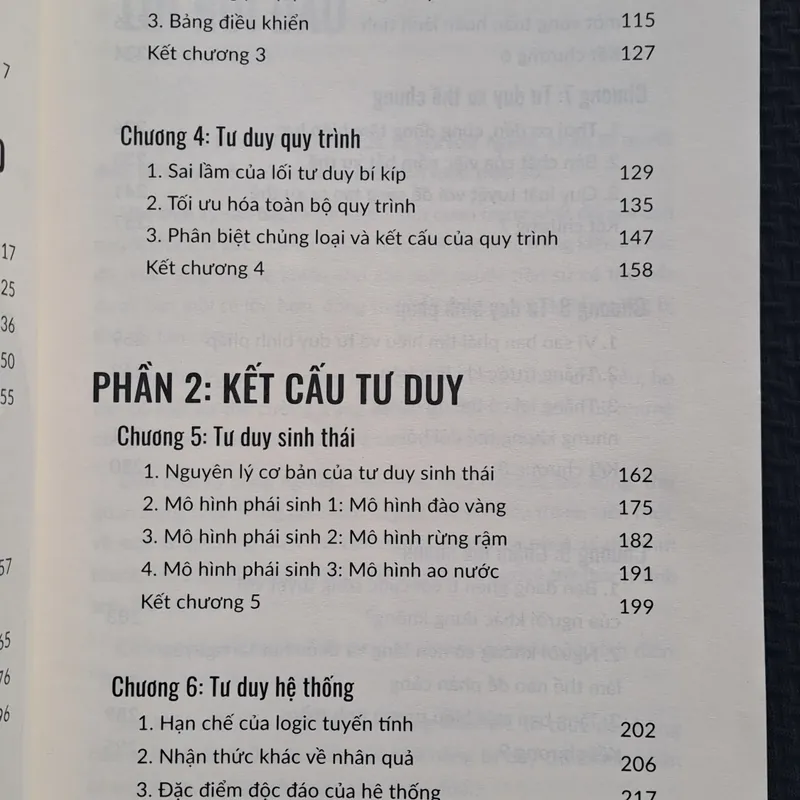 3. Bảng điều khiển 115
Kết chương 3 127
Chương 4: Tư duy quy trình
1. Sai lầm của lối tư duy bí kíp 129
2. Tối ưu hóa toàn bộ quy trình 135
3. Phân biệt chủng loại và kết cấu của quy trình 147
Kết chương 4 158
PHẦN 2: KẾT CẤU TƯ DUY
Chương 5: Tư duy sinh thái
1. Nguyên lý cơ bản của tư duy sinh thái 162
2. Mô hình phái sinh 1: Mô hình đào vàng 175
3. Mô hình phái sinh 2: Mô hình rừng rậm 182
4. Mô hình phái sinh 3: Mô hình ao nước 191
Kết chương 5 199
Chương 6: Tư duy hệ thống
1. Hạn chế của logic tuyến tính 202
2. Nhận thức khác về nhân quả 206
3. Đặc điểm độc đáo của hệ thống 217